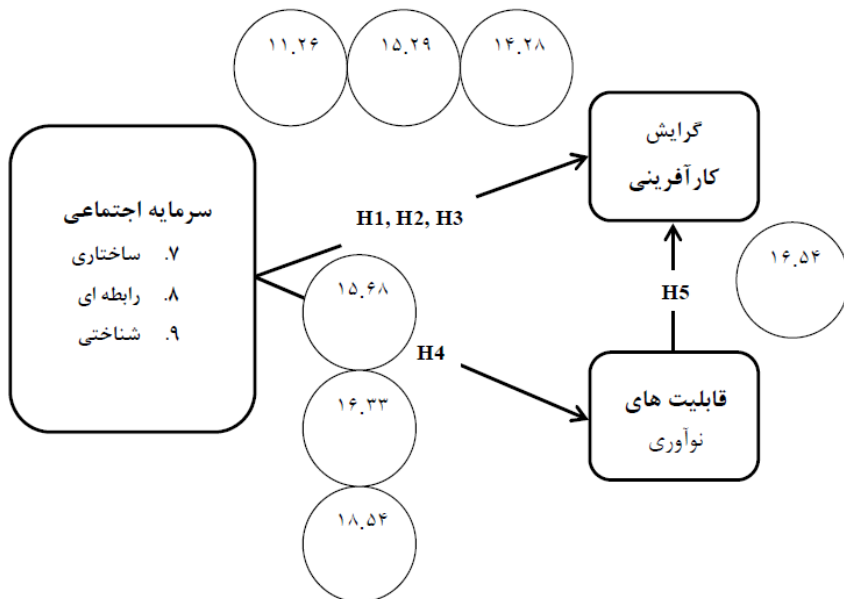 ۱۱.۲۶
۱۵.۲۹
۱۴.۲۸
گرایش
کارآفرینی
سرمایه اجتماعی
۷. ساختاری
۸. رابطه ای
۹. شناختی
H1, H2, H3
۱۵.۶۸
H4
۱۶.۳۳
۱۸.۵۴
H5
۱۶.۵۴
قابلیت های
نوآوری